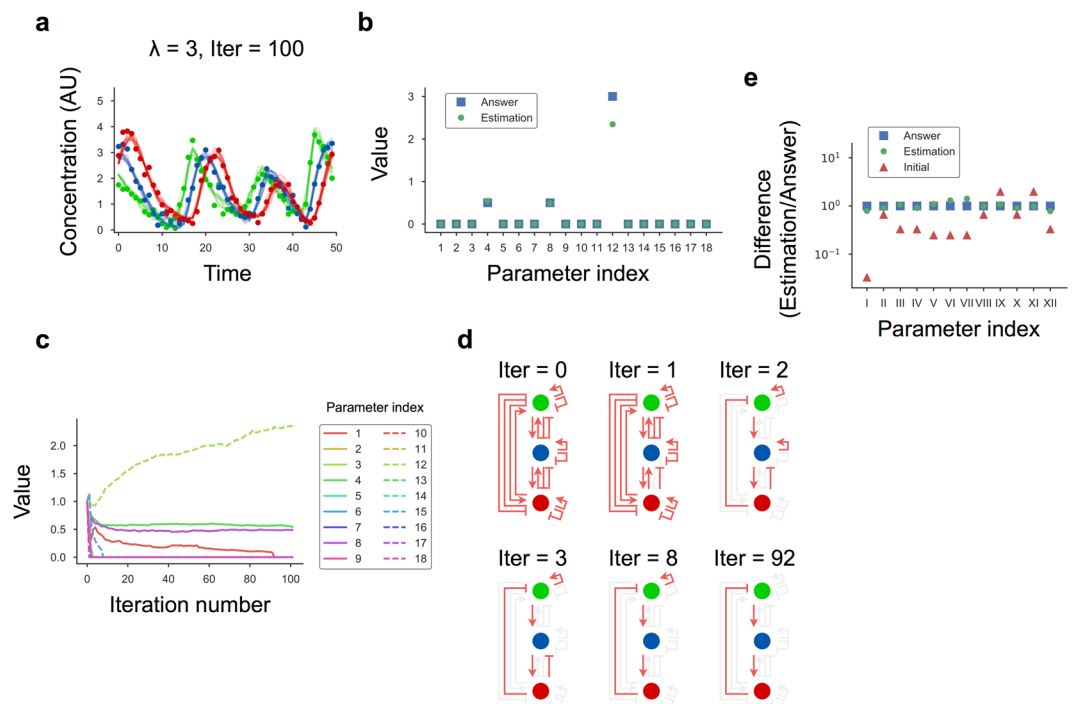 a
λ = 3, Iter = 100
Concentration (AU)
5
4
3
2
1
0
0
10
20
30
40
50
Time
b
Value
3
2
1
0
Answer
Estimation
1 2 3 4 5 6 7 8 9 10 11 12 13 14 15 16 17 18
Parameter index
e
Difference
(Estimation/Answer)
Answer
Estimation
Initial
10¹
10⁰
10⁻¹
I II III IV V VI VII VIII IX X XI XII
Parameter index
c
Value
2.0
1.5
1.0
0.5
0.0
0 20 40 60 80 100
Iteration number
Parameter index
1 10
2 11
3 12
4 13
5 14
6 15
7 16
8 17
9 18
d
Iter = 0
Iter = 1
Iter = 2
Iter = 3
Iter = 8
Iter = 92